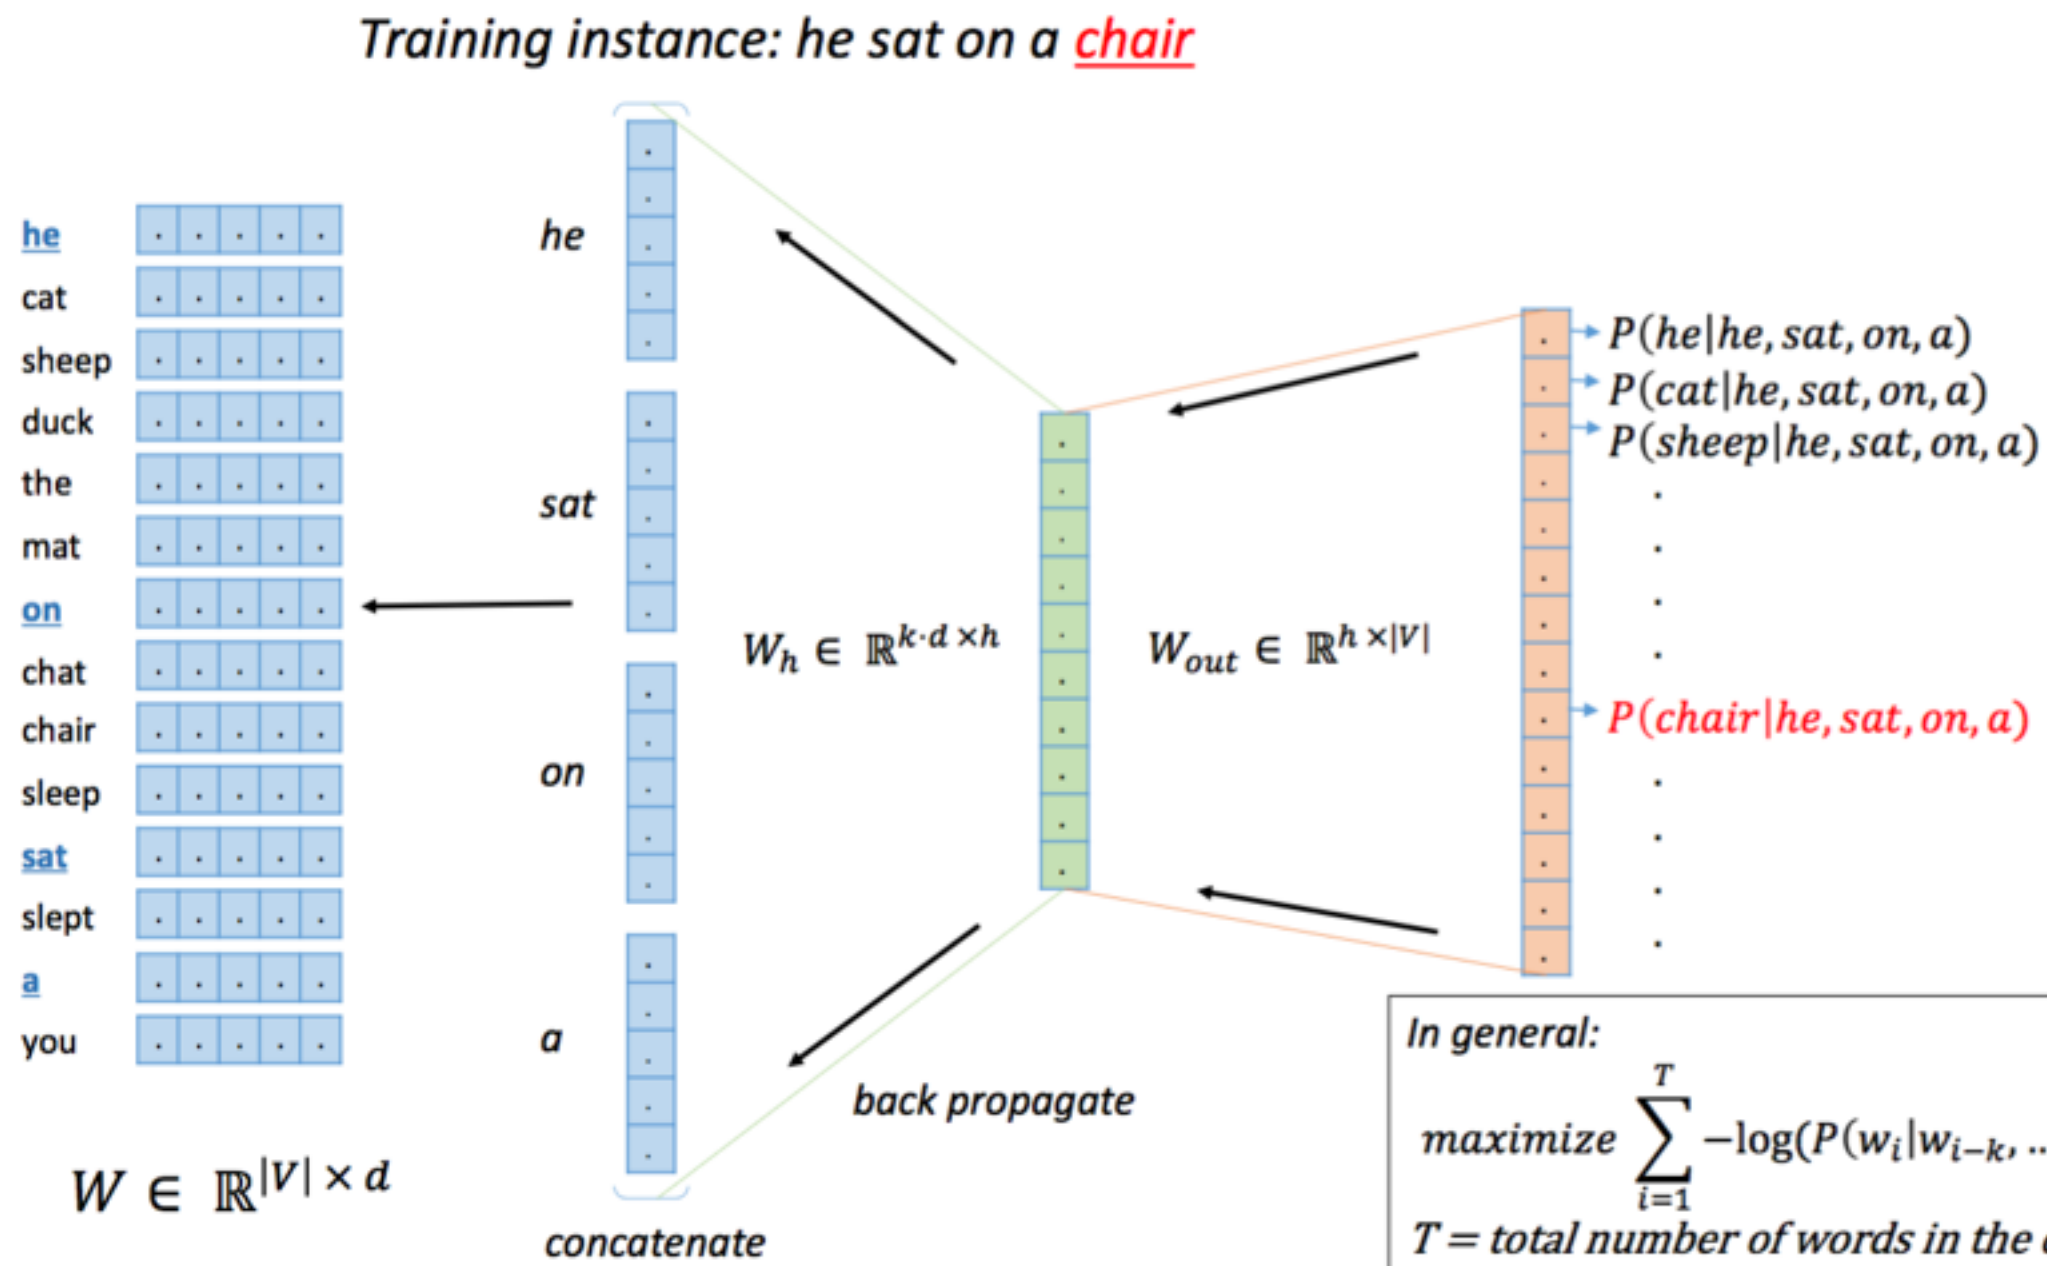 Training instance: he sat on a chair
he
cat
sheep
duck
the
mat
on
chat
chair
sleep
sat
slept
a
you
W ∈ ℝ^{|V| × d}
he
sat
on
a
concatenate
W_h ∈ ℝ^{k·d × h}
back propagate
W_{out} ∈ ℝ^{h × |V|}
P(he|he, sat, on, a)
P(cat|he, sat, on, a)
P(sheep|he, sat, on, a)
P(chair|he, sat, on, a)
In general:
maximize ∑_{i=1}^{T} −log(P(w_i|w_{i−k}, ..
T = total number of words in the